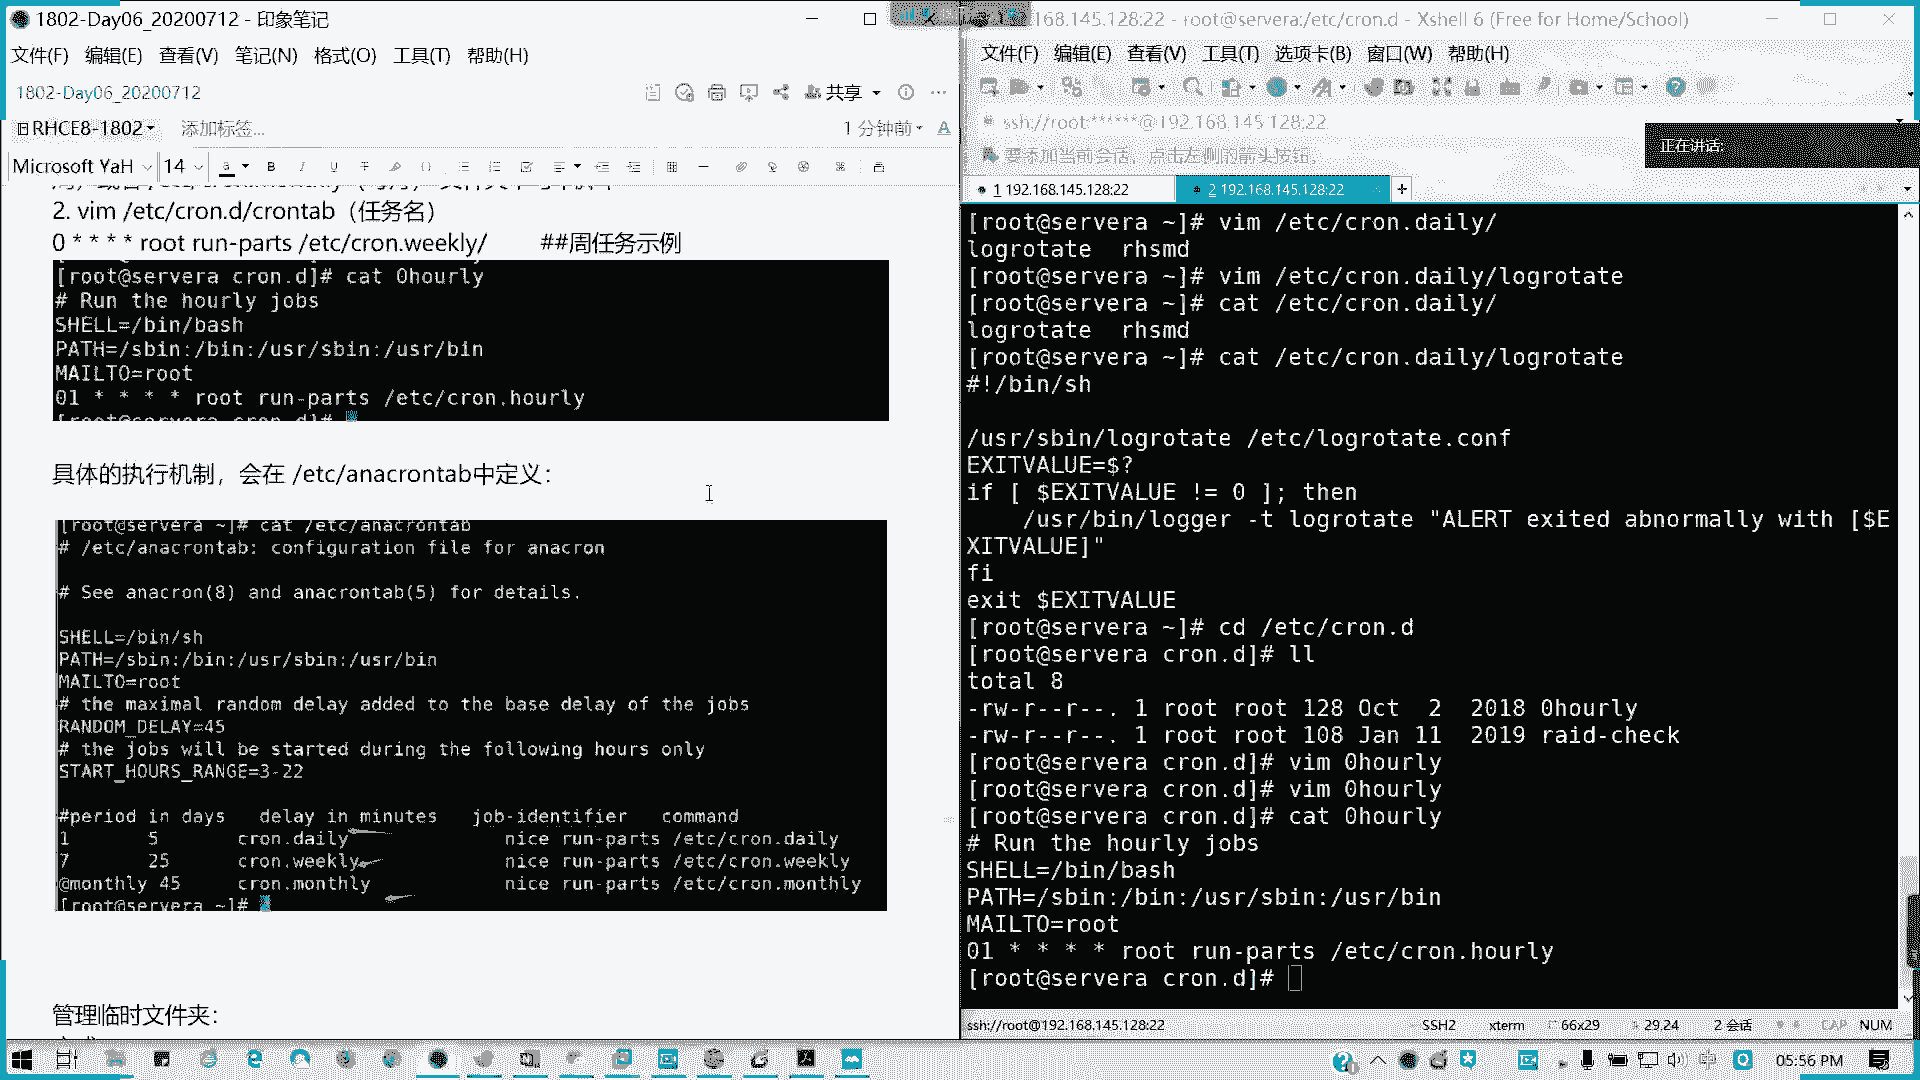 1802-Day06_20200712 - 印象笔记
文件(F) 编辑(E) 查看(V) 笔记(N) 格式(O) 工具(T) 帮助(H)
1802-Day06_20200712
共享
RHCE8-1802
添加标签...
1 分钟前
Microsoft YaH
14
2. vim /etc/cron.d/crontab（任务名）
0 * * * * root run-parts /etc/cron.weekly/ ##周任务示例
[root@servera cron.d]# cat 0hourly
# Run the hourly jobs
SHELL=/bin/bash
PATH=/sbin:/bin:/usr/sbin:/usr/bin
MAILTO=root
01 * * * * root run-parts /etc/cron.hourly
[root@servera cron.d]#
具体的执行机制，会在 /etc/anacrontab中定义：
[root@servera ~]# cat /etc/anacrontab
# /etc/anacrontab: configuration file for anacron
# See anacron(8) and anacrontab(5) for details.
SHELL=/bin/sh
PATH=/sbin:/bin:/usr/sbin:/usr/bin
MAILTO=root
# the maximal random delay added to the base delay of the jobs
RANDOM_DELAY=45
# the jobs will be started during the following hours only
START_HOURS_RANGE=3-22
#period in days delay in minutes job-identifier command
1 5 cron.daily nice run-parts /etc/cron.daily
7 25 cron.weekly nice run-parts /etc/cron.weekly
@monthly 45 cron.monthly nice run-parts /etc/cron.monthly
[root@servera ~]#
管理临时文件夹：
168.145.128:22 - root@servera:/etc/cron.d - Xshell 6 (Free for Home/School)
文件(F) 编辑(E) 查看(V) 工具(T) 选项卡(B) 窗口(W) 帮助(H)
ssh://root:******@192.168.145.128:22
要添加当前会话，点击左侧的箭头按钮。
正在讲话:
1 192.168.145.128:22
2 192.168.145.128:22
[root@servera ~]# vim /etc/cron.daily/
logrotate rhsmd
[root@servera ~]# vim /etc/cron.daily/logrotate
[root@servera ~]# cat /etc/cron.daily/
logrotate rhsmd
[root@servera ~]# cat /etc/cron.daily/logrotate
#!/bin/sh
/usr/sbin/logrotate /etc/logrotate.conf
EXITVALUE=$?
if [ $EXITVALUE != 0 ]; then
/usr/bin/logger -t logrotate "ALERT exited abnormally with [$E
XITVALUE]"
fi
exit $EXITVALUE
[root@servera ~]# cd /etc/cron.d
[root@servera cron.d]# ll
total 8
-rw-r--r--. 1 root root 128 Oct 2 2018 0hourly
-rw-r--r--. 1 root root 108 Jan 11 2019 raid-check
[root@servera cron.d]# vim 0hourly
[root@servera cron.d]# vim 0hourly
[root@servera cron.d]# cat 0hourly
# Run the hourly jobs
SHELL=/bin/bash
PATH=/sbin:/bin:/usr/sbin:/usr/bin
MAILTO=root
01 * * * * root run-parts /etc/cron.hourly
[root@servera cron.d]#
ssh://root@192.168.145.128:22 SSH2 xterm 66x29 29,24 2 会话 CAP NUM
05:56 PM